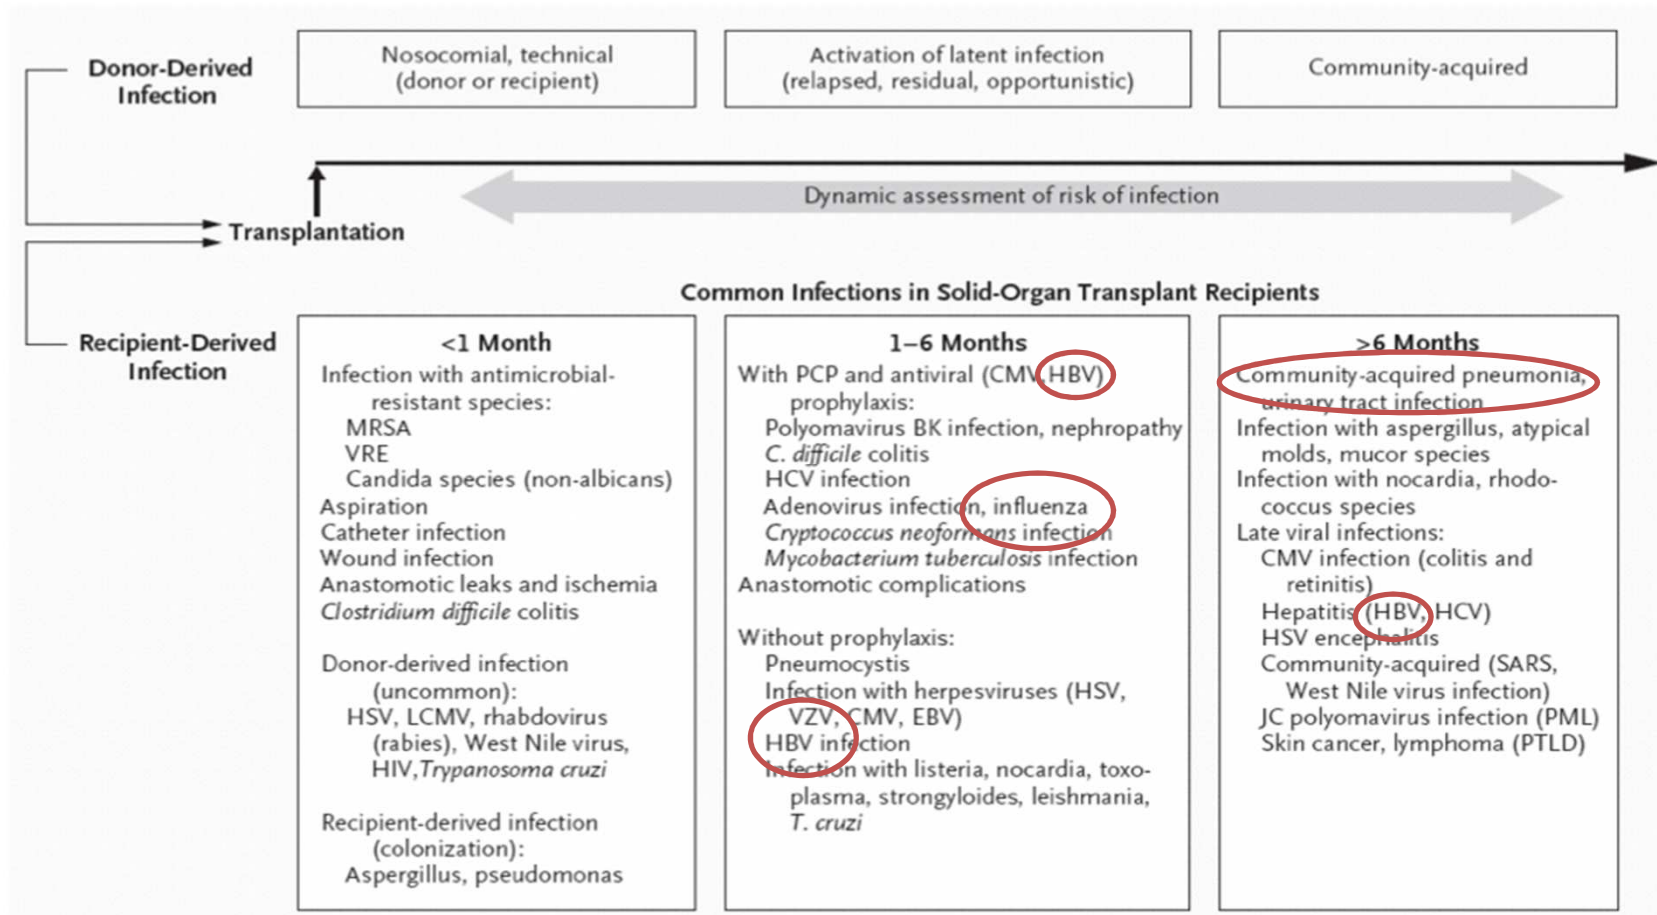 Donor-Derived
Infection
Nosocomial, technical
(donor or recipient)
Activation of latent infection
(relapsed, residual, opportunistic)
Community-acquired
Dynamic assessment of risk of infection
Transplantation
Common Infections in Solid-Organ Transplant Recipients
Recipient-Derived
Infection
<1 Month
Infection with antimicrobial-
resistant species:
MRSA
VRE
Candida species (non-albicans)
Aspiration
Catheter infection
Wound infection
Anastomotic leaks and ischemia
Clostridium difficile colitis
Donor-derived infection
(uncommon):
HSV, LCMV, rhabdovirus
(rabies), West Nile virus,
HIV, Trypanosoma cruzi
Recipient-derived infection
(colonization):
Aspergillus, pseudomonas
1–6 Months
With PCP and antiviral (CMV, HBV)
prophylaxis:
Polyomavirus BK infection, nephropathy
C. difficile colitis
HCV infection
Adenovirus infection, influenza
Cryptococcus neoformans infection
Mycobacterium tuberculosis infection
Anastomotic complications
Without prophylaxis:
Pneumocystis
Infection with herpesviruses (HSV,
VZV, CMV, EBV)
HBV infection
Infection with listeria, nocardia, toxo-
plasma, strongyloides, leishmania,
T. cruzi
>6 Months
Community-acquired pneumonia,
urinary tract infection
Infection with aspergillus, atypical
molds, mucor species
Infection with nocardia, rhodo-
coccus species
Late viral infections:
CMV infection (colitis and
retinitis)
Hepatitis (HBV, HCV)
HSV encephalitis
Community-acquired (SARS,
West Nile virus infection)
JC polyomavirus infection (PML)
Skin cancer, lymphoma (PTLD)